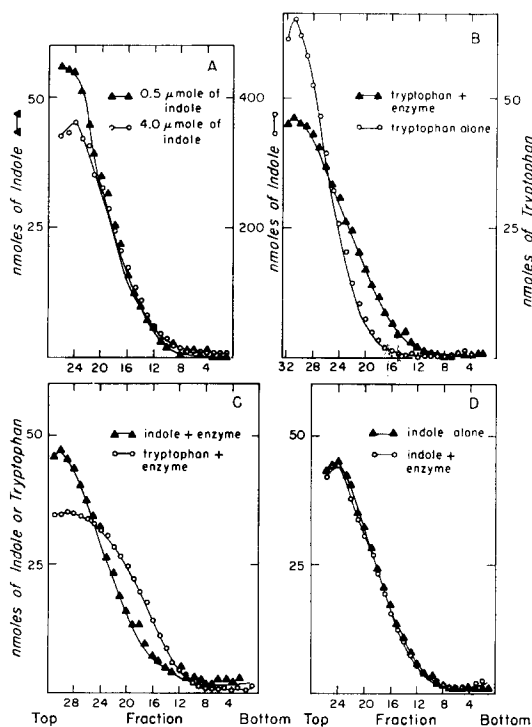 A
0.5 μmole of
indole
4.0 μmole of
indole
nmoles of Indole
50
25
400
200
nmoles of Indole
24 20 16 12 8 4
B
tryptophan +
enzyme
tryptophan alone
50
25
nmoles of Tryptophan
32 28 24 20 16 12 8 4
C
indole + enzyme
tryptophan +
enzyme
nmoles of Indole or Tryptophan
50
25
28 24 20 16 12 8 4
Top Fraction Bottom
D
indole alone
indole +
enzyme
50
25
24 20 16 12 8 4
Top Fraction Bottom